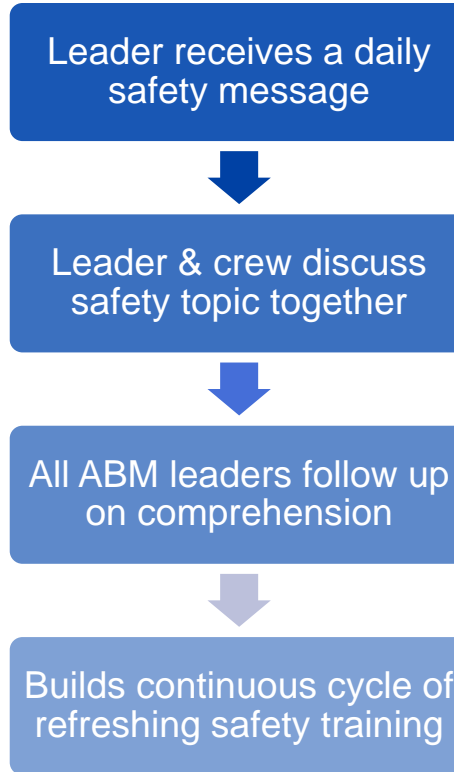 Leader receives a daily
safety message
Leader & crew discuss
safety topic together
All ABM leaders follow up
on comprehension
Builds continuous cycle of
refreshing safety training